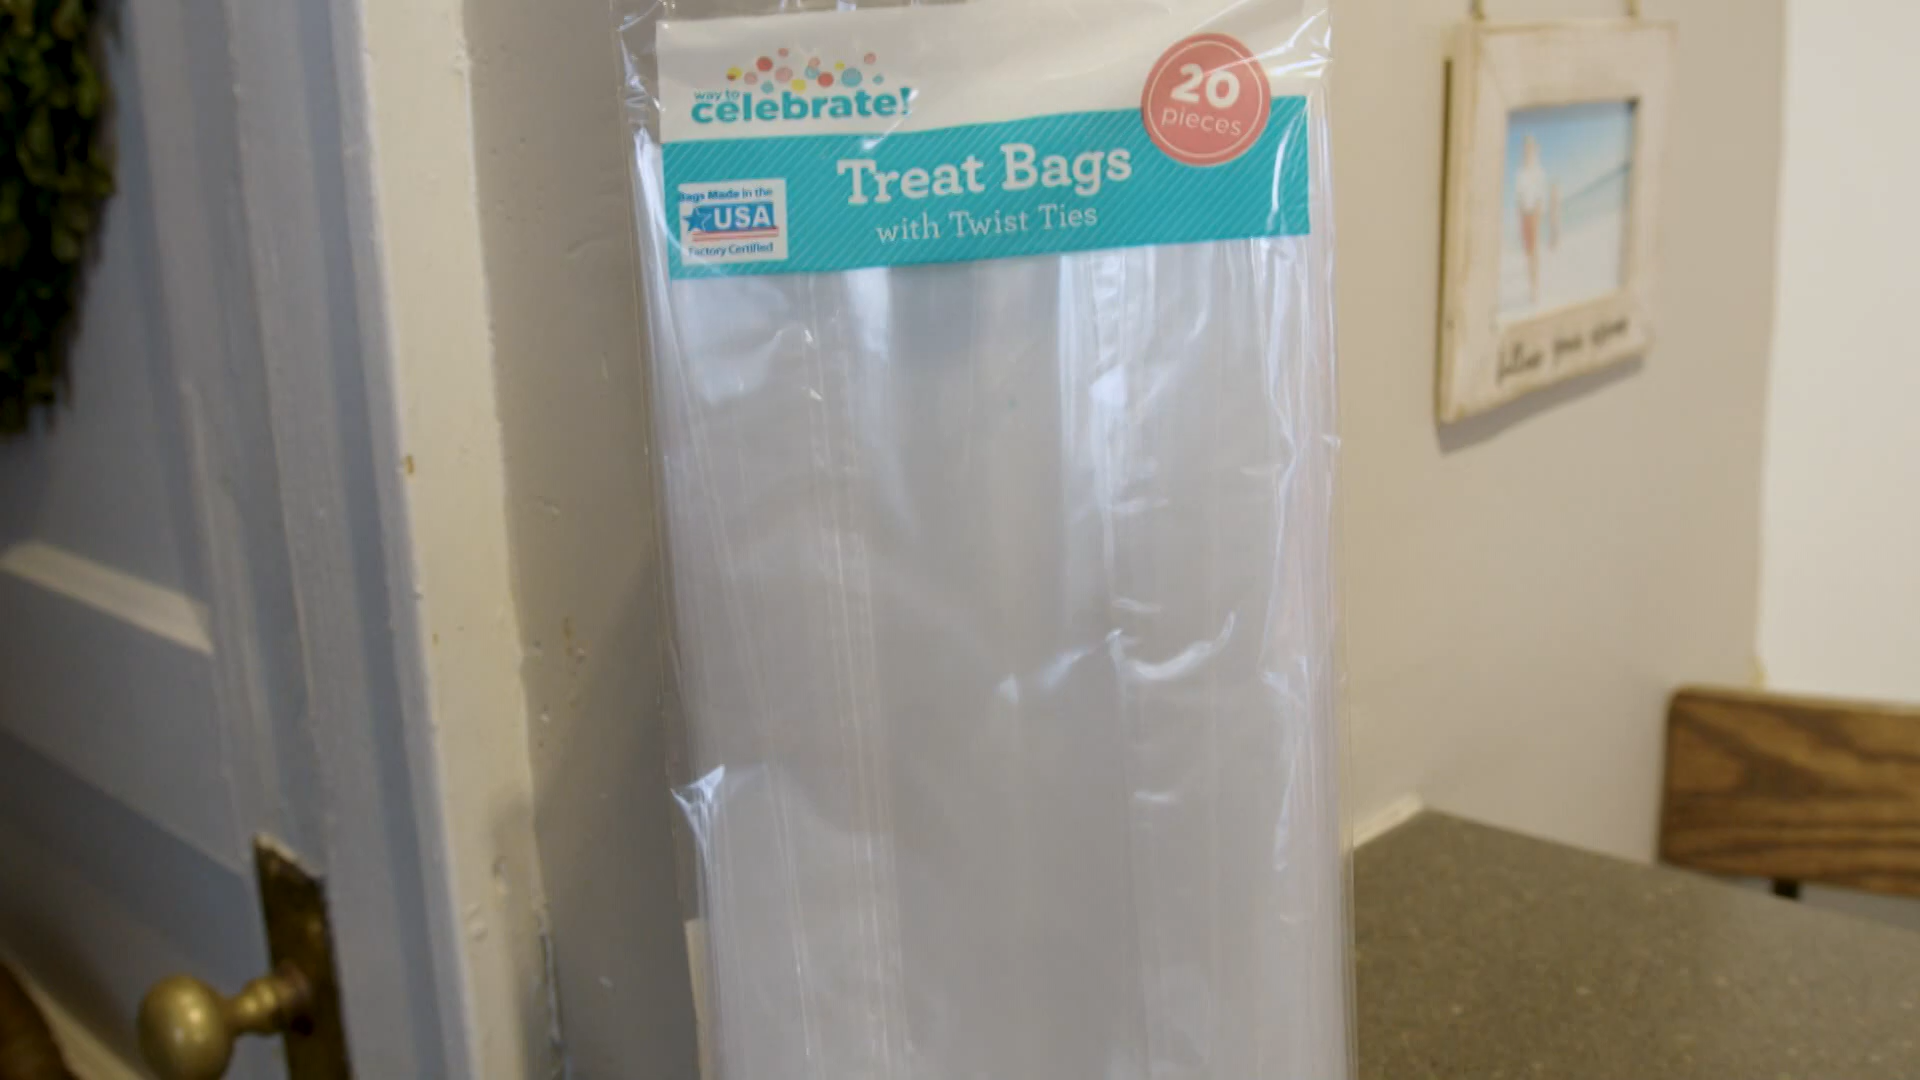 way to
celebrate!
20
pieces
Treat Bags
with Twist Ties
Bags Made in the
USA
Factory Certified